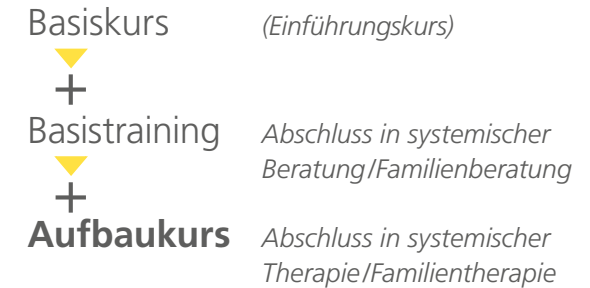 Basiskurs (Einführungskurs)
+
Basistraining Abschluss in systemischer
Beratung/Familienberatung
+
Aufbaukurs Abschluss in systemischer
Therapie/Familientherapie